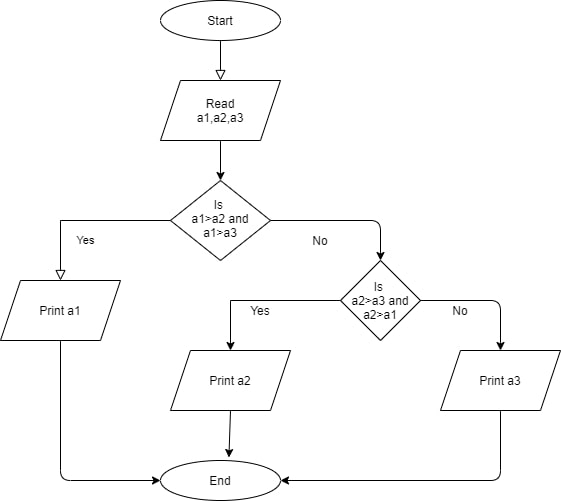 Start
Read
a1,a2,a3
Is
a1>a2 and
a1>a3
Yes
No
Print a1
Is
a2>a3 and
a2>a1
Yes
No
Print a2
Print a3
End